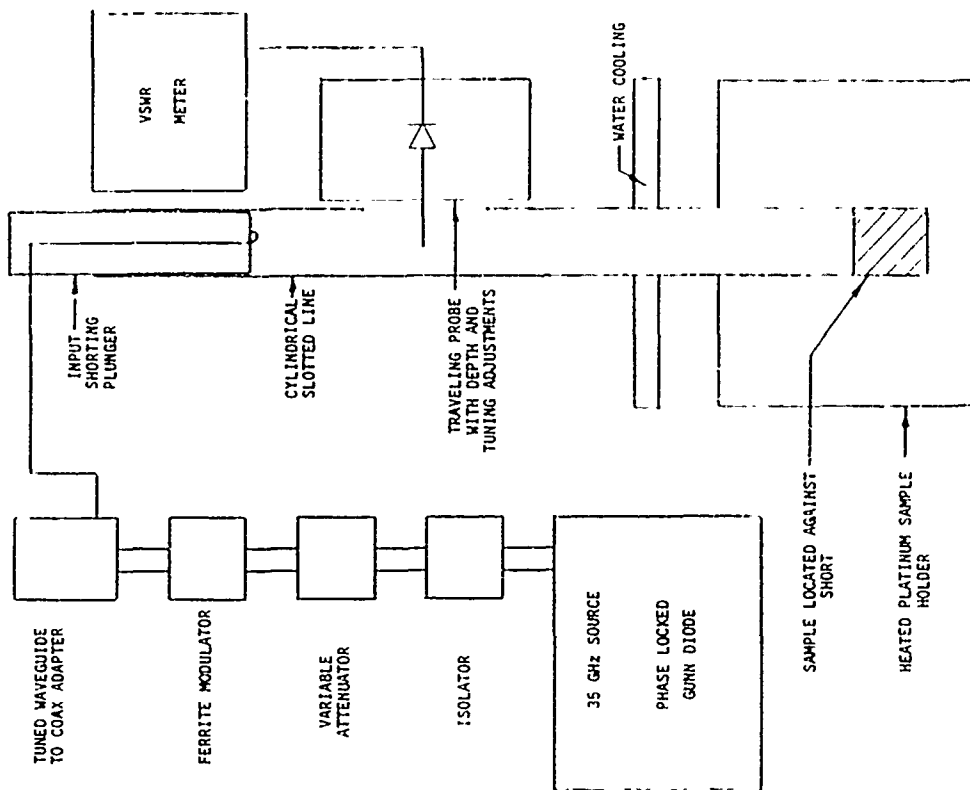 VSWR
METER
INPUT
SHORTING
PLUNGER
CYLINDRICAL
SLOTTED LINE
TRAVELING PROBE
WITH DEPTH AND
TUNING ADJUSTMENTS
WATER COOLING
SAMPLE LOCATED AGAINST
SHORT
HEATED PLATINUM SAMPLE
HOLDER
TUNED WAVEGUIDE
TO COAX ADAPTER
FERRITE MODULATOR
VARIABLE
ATTENUATOR
ISOLATOR
35 GHz SOURCE
PHASE LOCKED
GUNN DIODE